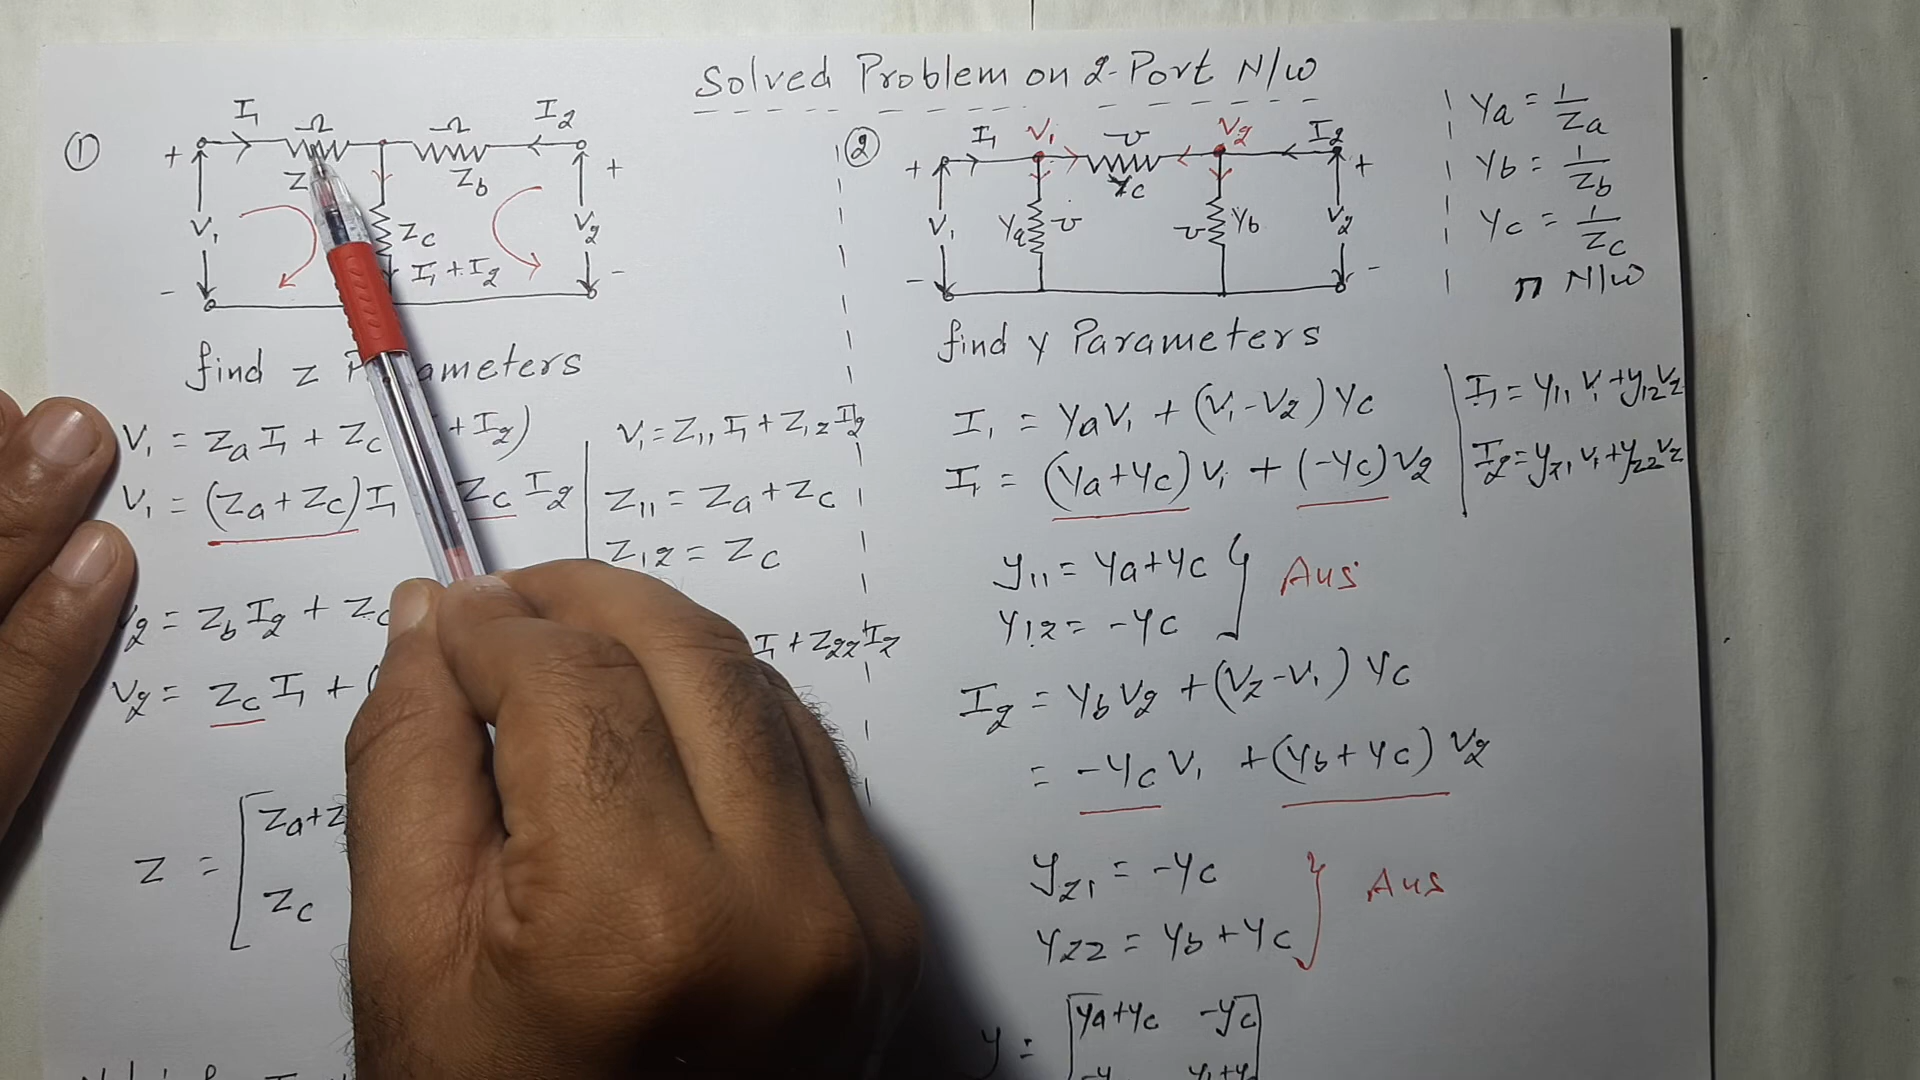 Solved Problem on 2-Port N/w
①
I₁ Ω Ω I₂
+ Z Zb +
V₁ Zc V₂
I₁ + I₂
- -
find z Parameters
V₁ = Za I₁ + Zc + I₂)
V₁ = (Za + Zc) I₁ Zc I₂
V₂ = Zb I₂ + Zc
V₂ = Zc I₁ + (
Z = [ Za+Z
Zc
V₁ = Z₁₁ I₁ + Z₁₂ I₂
Z₁₁ = Za + Zc
Z₁₂ = Zc
I₁ + Z₂₂ I₂
②
I₁ V₁ ℧ V₂ I₂
+ Yc +
V₁ Ya ℧ ℧ Yb V₂
- -
find y Parameters
I₁ = Ya V₁ + (V₁ - V₂) Yc
I₁ = (Ya + Yc) V₁ + (-Yc) V₂
y₁₁ = Ya + Yc } Ans
y₁₂ = -Yc
I₂ = Yb V₂ + (V₂ - V₁) Yc
= -Yc V₁ + (Yb + Yc) V₂
y₂₁ = -Yc } Ans
y₂₂ = Yb + Yc
y = [ Ya+Yc -Yc ]
Ya = 1/Za
Yb = 1/Zb
Yc = 1/Zc
π N/w
I₁ = y₁₁ V₁ + y₁₂ V₂
I₂ = y₂₁ V₁ + y₂₂ V₂